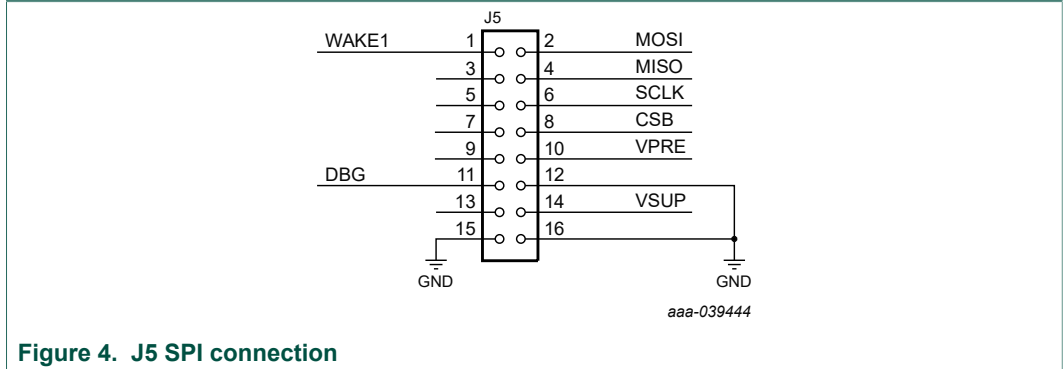 J5
WAKE1 1 2 MOSI
3 4 MISO
5 6 SCLK
7 8 CSB
9 10 VPRE
DBG 11 12
13 14 VSUP
15 16
GND GND
aaa-039444
Figure 4. J5 SPI connection